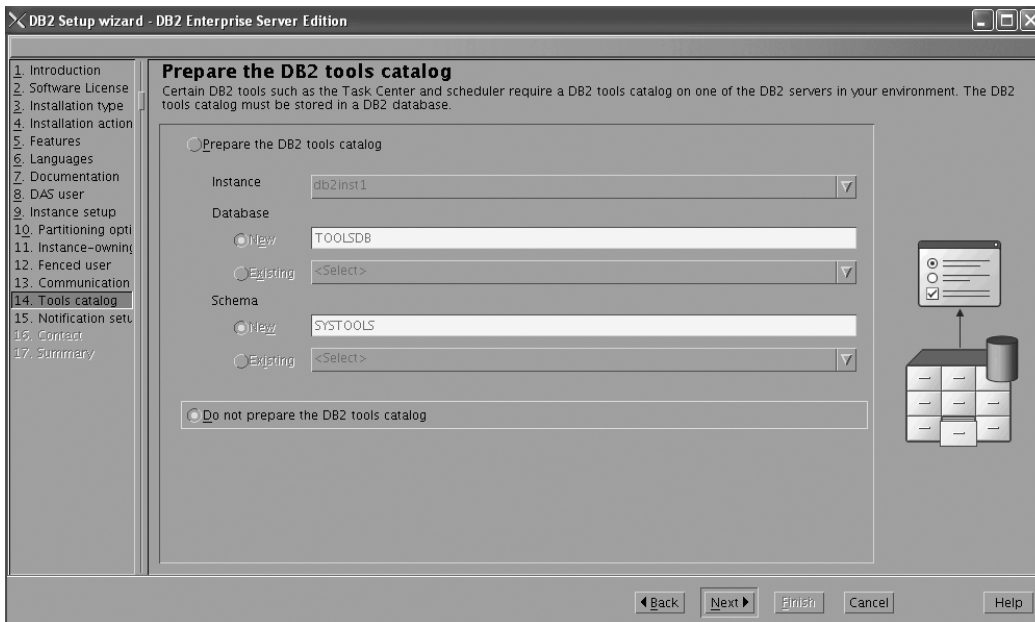 DB2 Setup wizard - DB2 Enterprise Server Edition
1. Introduction
2. Software License
3. Installation type
4. Installation action
5. Features
6. Languages
7. Documentation
8. DAS user
9. Instance setup
10. Partitioning opti
11. Instance-owning
12. Fenced user
13. Communication
14. Tools catalog
15. Notification setu
16. Contact
17. Summary
Prepare the DB2 tools catalog
Certain DB2 tools such as the Task Center and scheduler require a DB2 tools catalog on one of the DB2 servers in your environment. The DB2
tools catalog must be stored in a DB2 database.
Prepare the DB2 tools catalog
Instance
db2inst1
Database
New
TOOLSDB
Existing
<Select>
Schema
New
SYSTOOLS
Existing
<Select>
Do not prepare the DB2 tools catalog
Back
Next
Finish
Cancel
Help